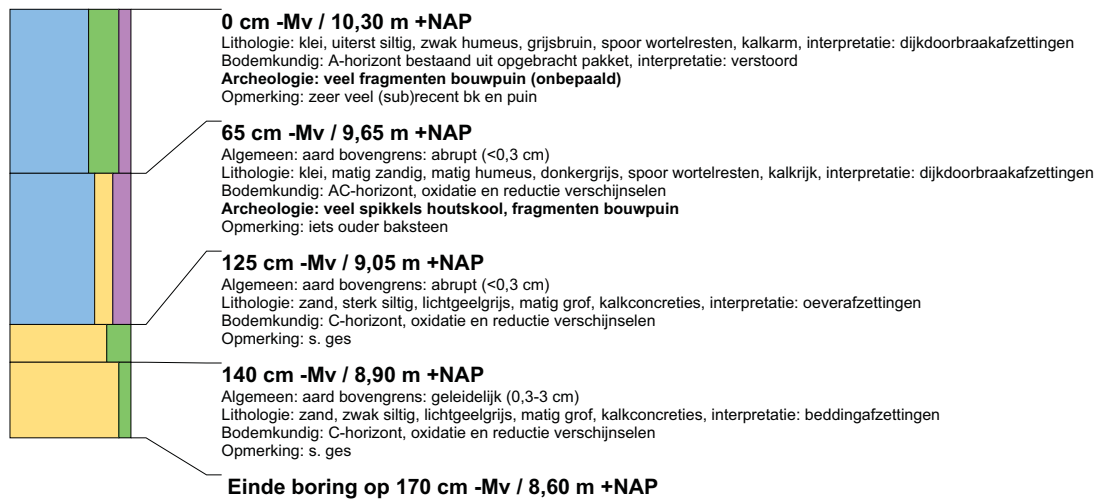 0 cm -Mv / 10,30 m +NAP
Lithologie: klei, uiterst siltig, zwak humeus, grijsbruin, spoor wortelresten, kalkarm, interpretatie: dijkdoorbraakafzettingen
Bodemkundig: A-horizont bestaand uit opgebracht pakket, interpretatie: verstoord
Archeologie: veel fragmenten bouwpuin (onbepaald)
Opmerking: zeer veel (sub)recent bk en puin
65 cm -Mv / 9,65 m +NAP
Algemeen: aard bovengrens: abrupt (<0,3 cm)
Lithologie: klei, matig zandig, matig humeus, donkergrijs, spoor wortelresten, kalkrijk, interpretatie: dijkdoorbraakafzettingen
Bodemkundig: AC-horizont, oxidatie en reductie verschijnselen
Archeologie: veel spikkels houtskool, fragmenten bouwpuin
Opmerking: iets ouder baksteen
125 cm -Mv / 9,05 m +NAP
Algemeen: aard bovengrens: abrupt (<0,3 cm)
Lithologie: zand, sterk siltig, lichtgeelgrijs, matig grof, kalkconcreties, interpretatie: oeverafzettingen
Bodemkundig: C-horizont, oxidatie en reductie verschijnselen
Opmerking: s. ges
140 cm -Mv / 8,90 m +NAP
Algemeen: aard bovengrens: geleidelijk (0,3-3 cm)
Lithologie: zand, zwak siltig, lichtgeelgrijs, matig grof, kalkconcreties, interpretatie: beddingafzettingen
Bodemkundig: C-horizont, oxidatie en reductie verschijnselen
Opmerking: s. ges
Einde boring op 170 cm -Mv / 8,60 m +NAP